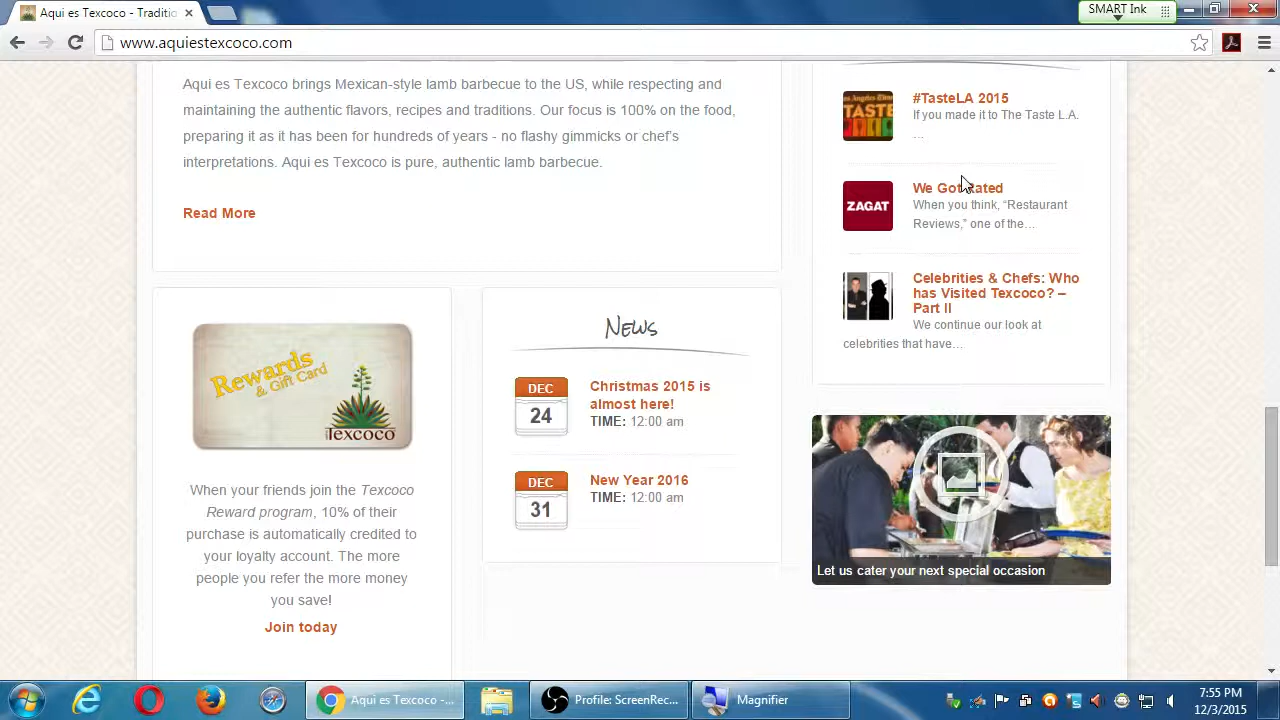 Aqui es Texcoco - Traditio
SMART Ink
www.aquiestexcoco.com
Aqui es Texcoco brings Mexican-style lamb barbecue to the US, while respecting and
maintaining the authentic flavors, recipes and traditions. Our focus is 100% on the food,
preparing it as it has been for hundreds of years - no flashy gimmicks or chef's
interpretations. Aqui es Texcoco is pure, authentic lamb barbecue.
Read More
Rewards
& Gift Card
Texcoco
When your friends join the Texcoco
Reward program, 10% of their
purchase is automatically credited to
your loyalty account. The more
people you refer the more money
you save!
Join today
News
DEC
24
Christmas 2015 is
almost here!
TIME: 12:00 am
DEC
31
New Year 2016
TIME: 12:00 am
Los Angeles Times
TASTE
#TasteLA 2015
If you made it to The Taste L.A.
…
ZAGAT
We Got Rated
When you think, “Restaurant
Reviews,” one of the…
Celebrities & Chefs: Who
has Visited Texcoco? –
Part II
We continue our look at
celebrities that have…
Let us cater your next special occasion
Aqui es Texcoco -...
Profile: ScreenRec...
Magnifier
7:55 PM
12/3/2015